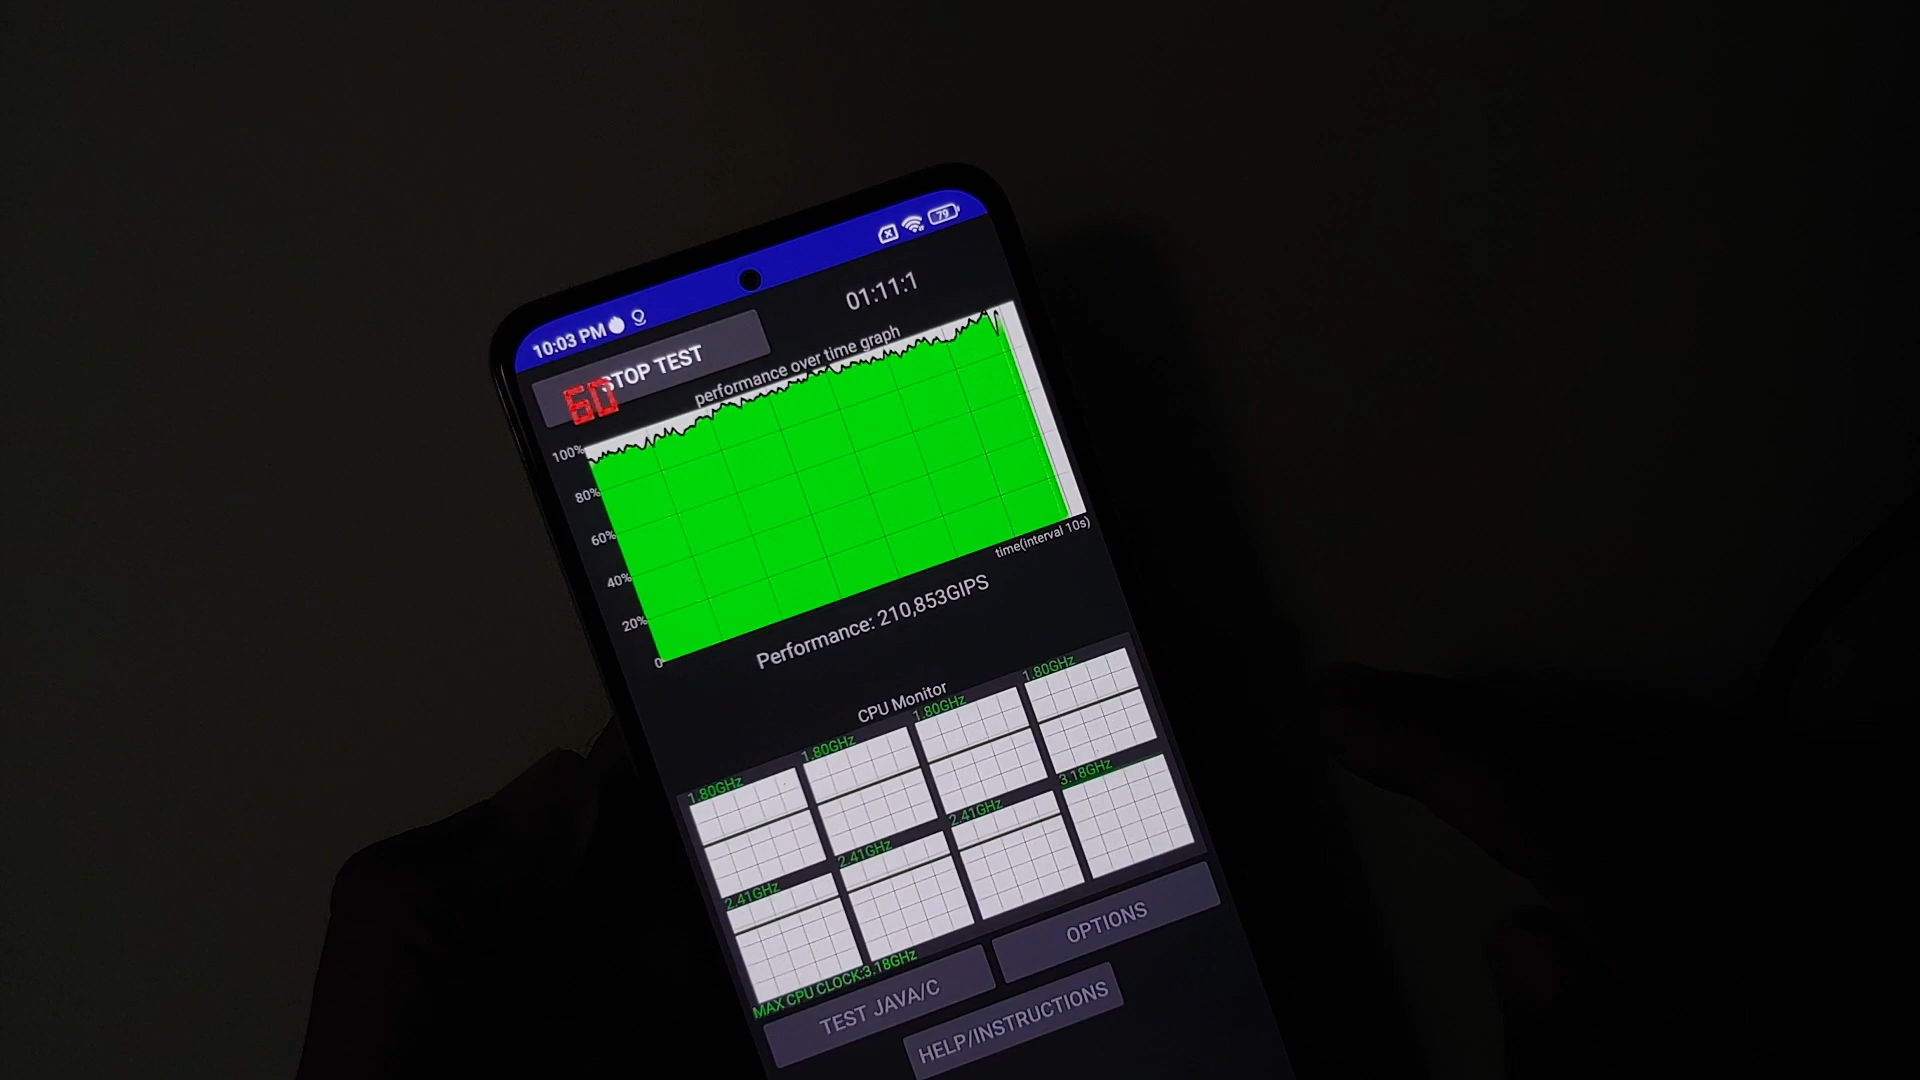 10:03 PM
79
STOP TEST
60
01:11:1
performance over time graph
100%
80%
60%
40%
20%
0
time(interval 10s)
Performance: 210,853GIPS
CPU Monitor
1.80GHz
1.80GHz
1.80GHz
1.80GHz
2.41GHz
2.41GHz
2.41GHz
3.18GHz
MAX CPU CLOCK:3.18GHz
TEST JAVA/C
OPTIONS
HELP/INSTRUCTIONS